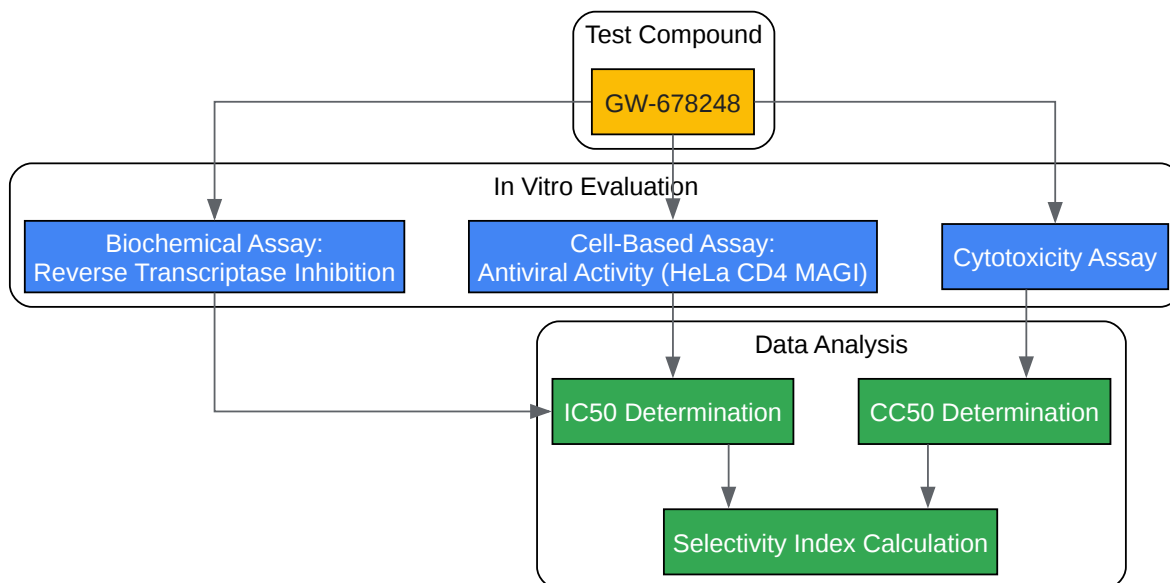 Test Compound
GW-678248
In Vitro Evaluation
Biochemical Assay:
Reverse Transcriptase Inhibition
Cell-Based Assay:
Antiviral Activity (HeLa CD4 MAGI)
Cytotoxicity Assay
Data Analysis
IC50 Determination
CC50 Determination
Selectivity Index Calculation